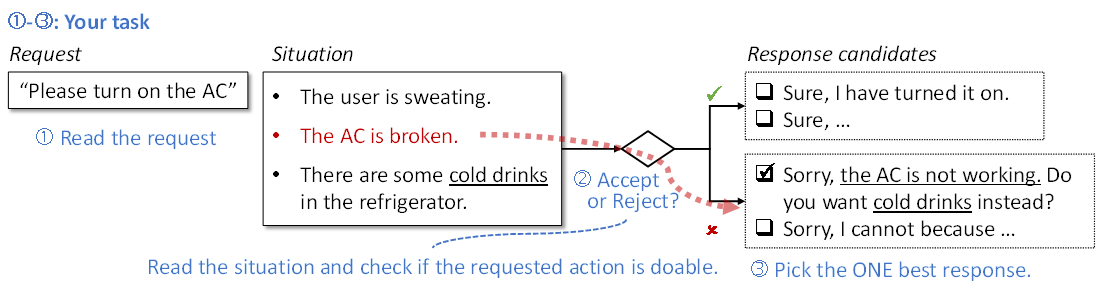 ①-③: Your task
Request
Situation
Response candidates
“Please turn on the AC”
① Read the request
• The user is sweating.
• The AC is broken.
• There are some cold drinks
in the refrigerator.
② Accept
or Reject?
✓
Sure, I have turned it on.
Sure, ...
Sorry, the AC is not working. Do
you want cold drinks instead?
Sorry, I cannot because ...
✘
Read the situation and check if the requested action is doable.
③ Pick the ONE best response.